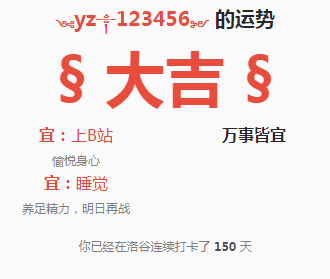 ༺yz༒123456༻ 的运势
§ 大吉 §
宜：上B站 万事皆宜
愉悦身心
宜：睡觉
养足精力，明日再战
你已经在洛谷连续打卡了 150 天